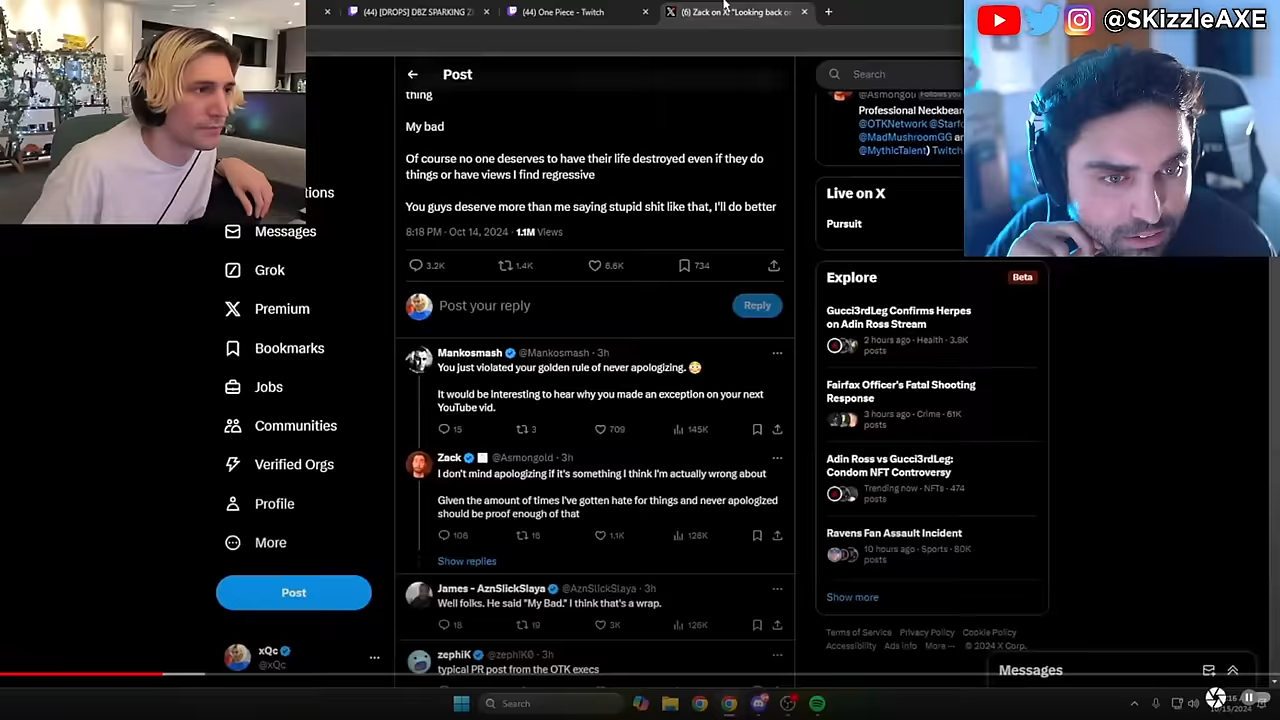 (44) [DROPS] DBZ SPARKING Z
(44) One Piece - Twitch
(6) Zack on X: "Looking back or
@SKizzleAXE
Post
Search
thing
My bad
Of course no one deserves to have their life destroyed even if they do
things or have views I find regressive
You guys deserve more than me saying stupid shit like that, I'll do better
8:18 PM · Oct 14, 2024 · 1.1M Views
3.2K
1.4K
6.6K
734
Post your reply
Reply
Mankosmash @Mankosmash · 3h
You just violated your golden rule of never apologizing. 😳
It would be interesting to hear why you made an exception on your next
YouTube vid.
15
3
709
145K
Zack @Asmongold · 3h
I don't mind apologizing if it's something I think I'm actually wrong about
Given the amount of times I've gotten hate for things and never apologized
should be proof enough of that
106
16
1.1K
126K
Show replies
James - AznSlickSlaya @AznSlickSlaya · 3h
Well folks. He said "My Bad." I think that's a wrap.
18
19
3K
126K
zephiK @zephiK0 · 3h
typical PR post from the OTK execs
tions
Messages
Grok
Premium
Bookmarks
Jobs
Communities
Verified Orgs
Profile
More
Post
xQc
@xQc
@Asmongold Follows you
Professional Neckbear
@OTKNetwork @Starfo
@MadMushroomGG an
@MythicTalent) Twitch
Live on X
Pursuit
Explore
Beta
Gucci3rdLeg Confirms Herpes
on Adin Ross Stream
2 hours ago · Health · 3.8K
posts
Fairfax Officer's Fatal Shooting
Response
3 hours ago · Crime · 61K
posts
Adin Ross vs Gucci3rdLeg:
Condom NFT Controversy
Trending now · NFTs · 474
posts
Ravens Fan Assault Incident
10 hours ago · Sports · 80K
posts
Show more
Terms of Service Privacy Policy Cookie Policy
Accessibility Ads info More ··· © 2024 X Corp.
Messages
Search
10/15/2024